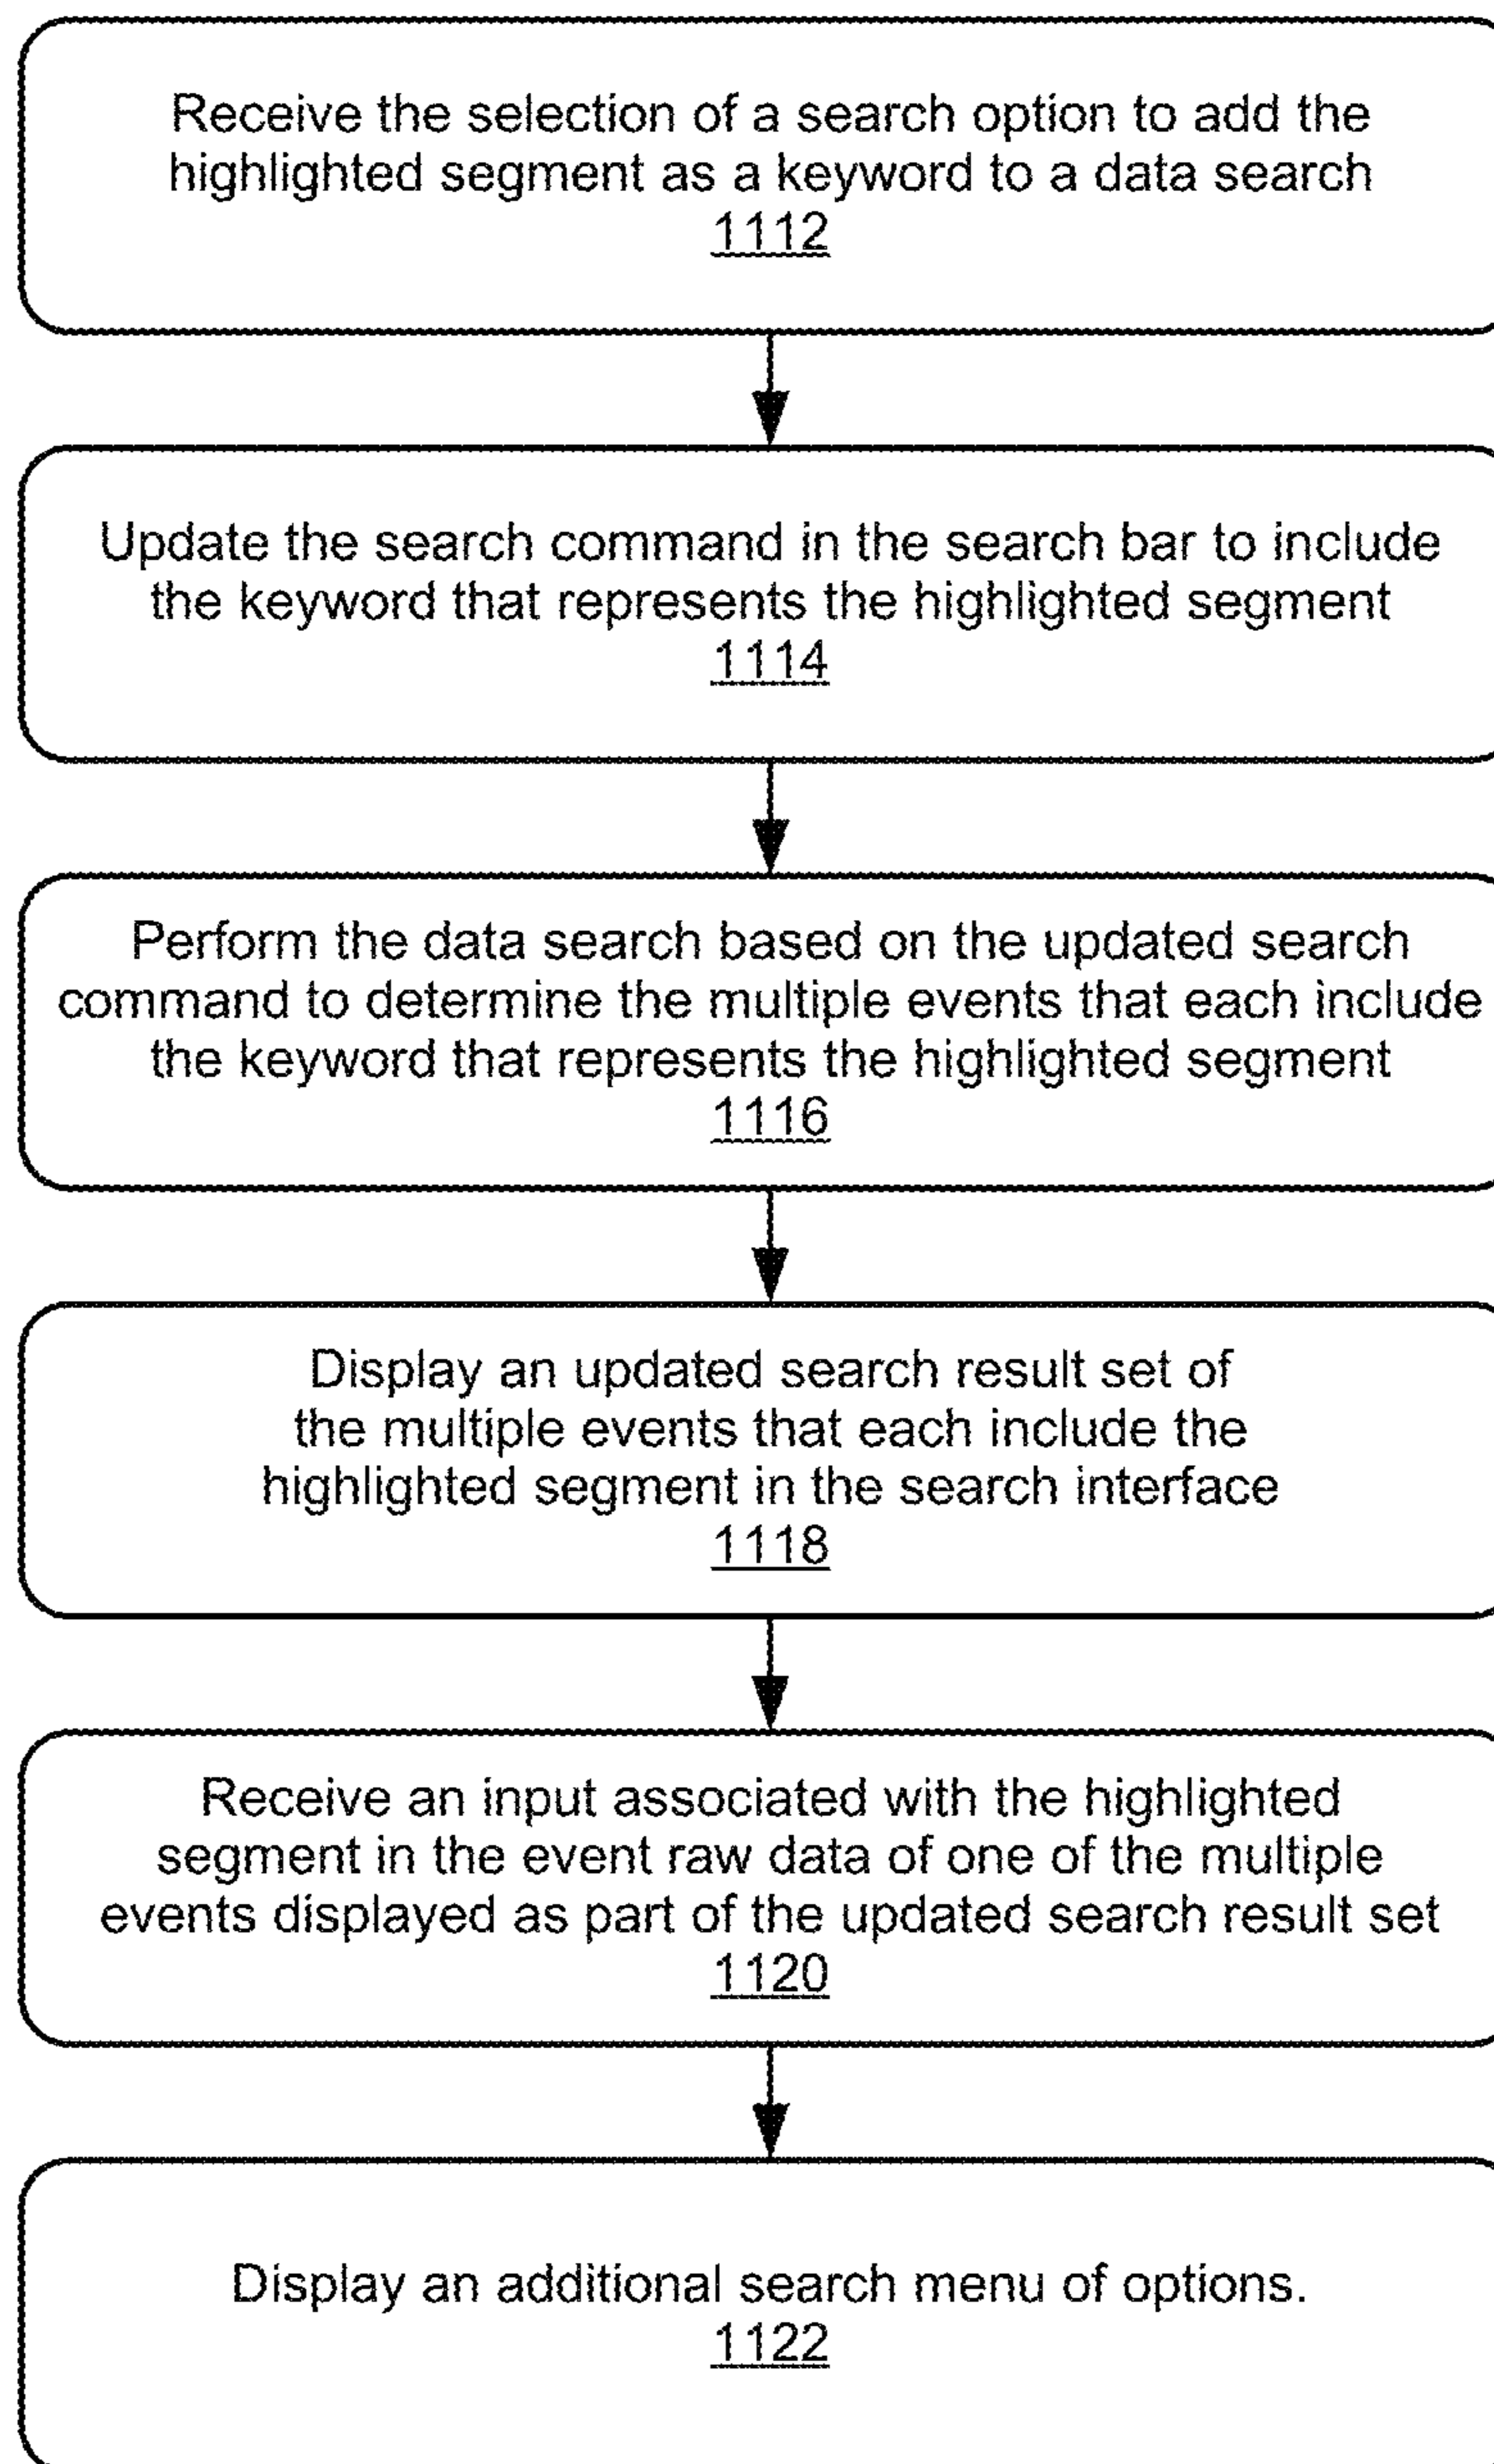 Receive the selection of a search option to add the
highlighted segment as a keyword to a data search
1112
Update the search command in the search bar to include
the keyword that represents the highlighted segment
1114
Perform the data search based on the updated search
command to determine the multiple events that each include
the keyword that represents the highlighted segment
1116
Display an updated search result set of
the multiple events that each include the
highlighted segment in the search interface
1118
Receive an input associated with the highlighted
segment in the event raw data of one of the multiple
events displayed as part of the updated search result set
1120
Display an additional search menu of options.
1122